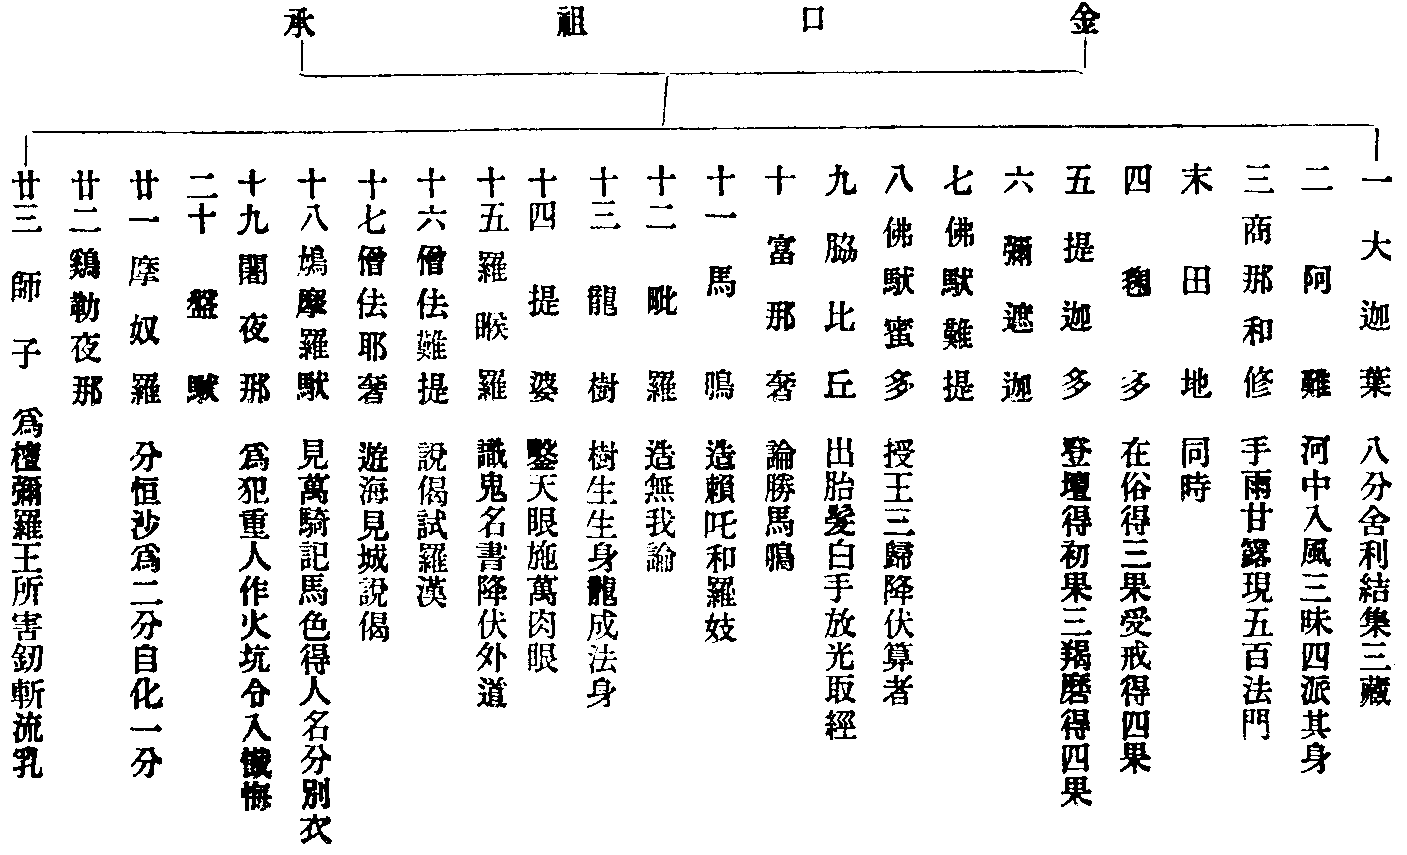 金口祖承
一大迦葉 八分舍利結集三藏
二阿難 河中入風三昧四派其身
三商那和修 手雨甘露現五百法門
末田地 同時
四毱多 在俗得三果受戒得四果
五提迦多 登壇得初果三羯磨得四果
六彌遮迦
七佛馱難提
八佛馱蜜多 授王三歸降伏算者
九脇比丘 出胎髮白手放光取經
十富那奢 論勝馬鳴
十一馬鳴 造賴吒和羅妓
十二毗羅 造無我論
十三龍樹 樹生生身龍成法身
十四提婆 鑿天眼施萬肉眼
十五羅睺羅 識鬼名書降伏外道
十六僧佉難提 說偈試羅漢
十七僧佉耶奢 遊海見城說偈
十八鳩摩羅馱 見萬騎記馬色得人名分別衣
十九闍夜那 爲犯重人作火坑令入懺悔
二十盤馱
廿一摩奴羅 分恒沙爲二分自化一分
廿二鶏勒夜那
廿三師子 爲檀彌羅王所害釰斬流乳